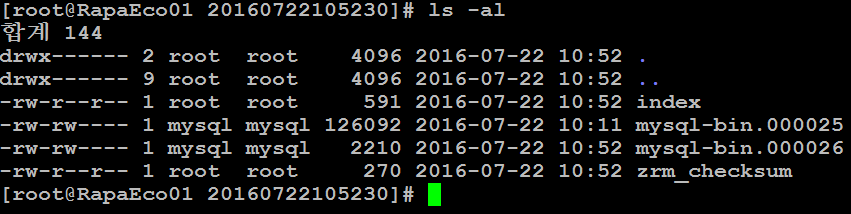 [root@RapaEco01 20160722105230]# ls -al
합계 144
drwx------ 2 root  root    4096 2016-07-22 10:52 .
drwx------ 9 root  root    4096 2016-07-22 10:52 ..
-rw-r--r-- 1 root  root     591 2016-07-22 10:52 index
-rw-rw---- 1 mysql mysql 126092 2016-07-22 10:11 mysql-bin.000025
-rw-rw---- 1 mysql mysql   2210 2016-07-22 10:52 mysql-bin.000026
-rw-r--r-- 1 root  root     270 2016-07-22 10:52 zrm_checksum
[root@RapaEco01 20160722105230]#